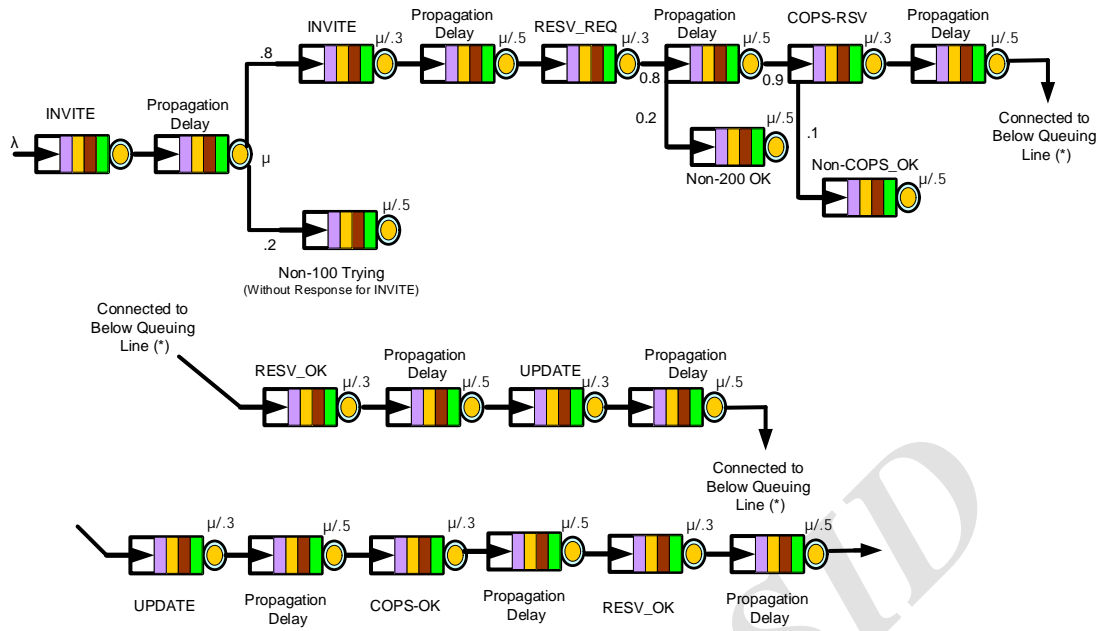 INVITE
Propagation
Delay
RESV_REQ
Propagation
Delay
COPS-RSV
Propagation
Delay
μ/.3
μ/.5
μ/.3
μ/.5
μ/.3
μ/.5
.8
0.8
0.9
INVITE
Propagation
Delay
λ
μ
0.2
μ/.5
.1
Connected to
Below Queuing
Line (*)
Non-200 OK
Non-COPS_OK
μ/.5
μ/.5
.2
Non-100 Trying
(Without Response for INVITE)
Connected to
Below Queuing
Line (*)
RESV_OK
Propagation
Delay
UPDATE
Propagation
Delay
μ/.3
μ/.5
μ/.3
μ/.5
Connected to
Below Queuing
Line (*)
μ/.3
μ/.5
μ/.3
μ/.5
μ/.3
μ/.5
UPDATE
Propagation
Delay
COPS-OK
Propagation
Delay
RESV_OK
Propagation
Delay